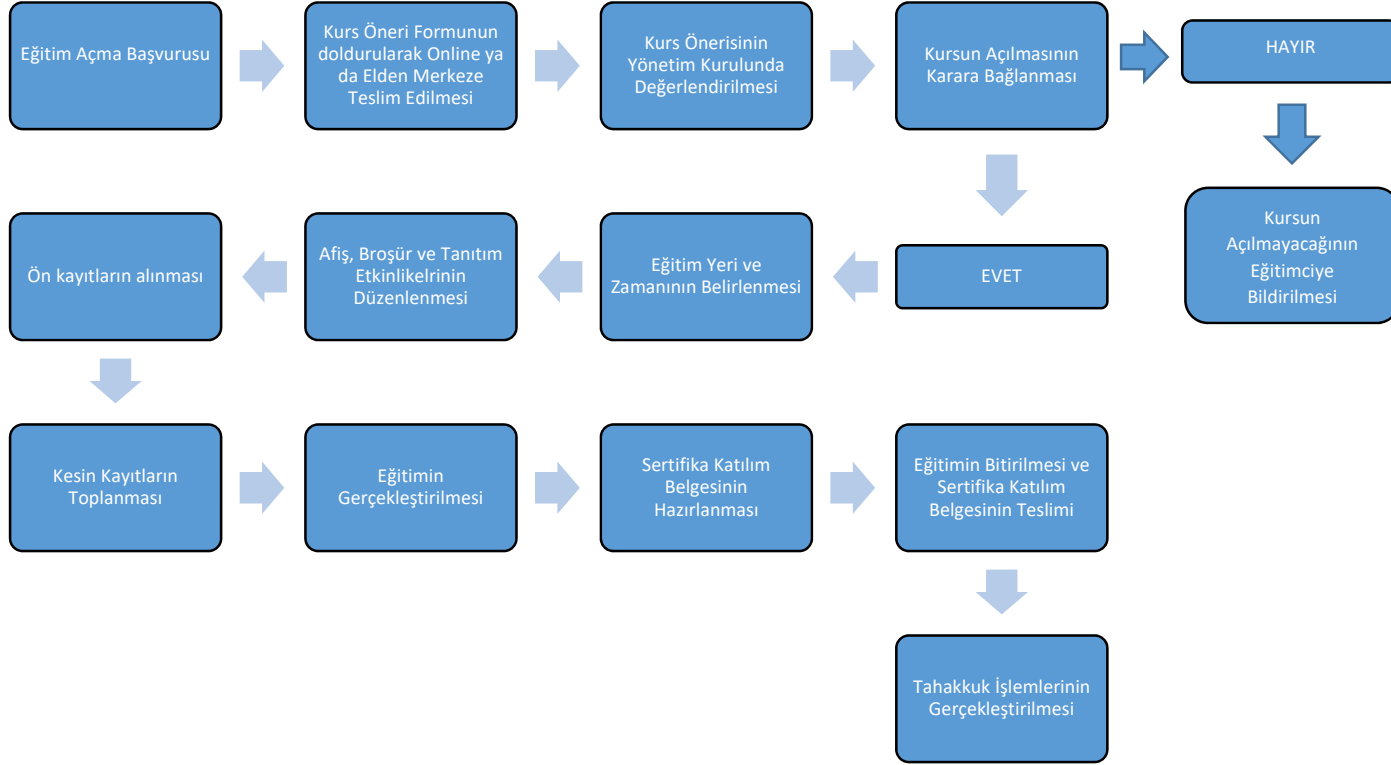 Eğitim Açma Başvurusu
Kurs Öneri Formunun
doldurularak Online ya
da Elden Merkeze
Teslim Edilmesi
Kurs Önerisinin
Yönetim Kurulunda
Değerlendirilmesi
Kursun Açılmasının
Karara Bağlanması
HAYIR
Kursun
Açılmayacağının
Eğitimciye
Bildirilmesi
EVET
Eğitim Yeri ve
Zamanının Belirlenmesi
Afiş, Broşür ve Tanıtım
Etkinlikelrinin
Düzenlenmesi
Ön kayıtların alınması
Kesin Kayıtların
Toplanması
Eğitimin
Gerçekleştirilmesi
Sertifika Katılım
Belgesinin
Hazırlanması
Eğitimin Bitirilmesi ve
Sertifika Katılım
Belgesinin Teslimi
Tahakkuk İşlemlerinin
Gerçekleştirilmesi